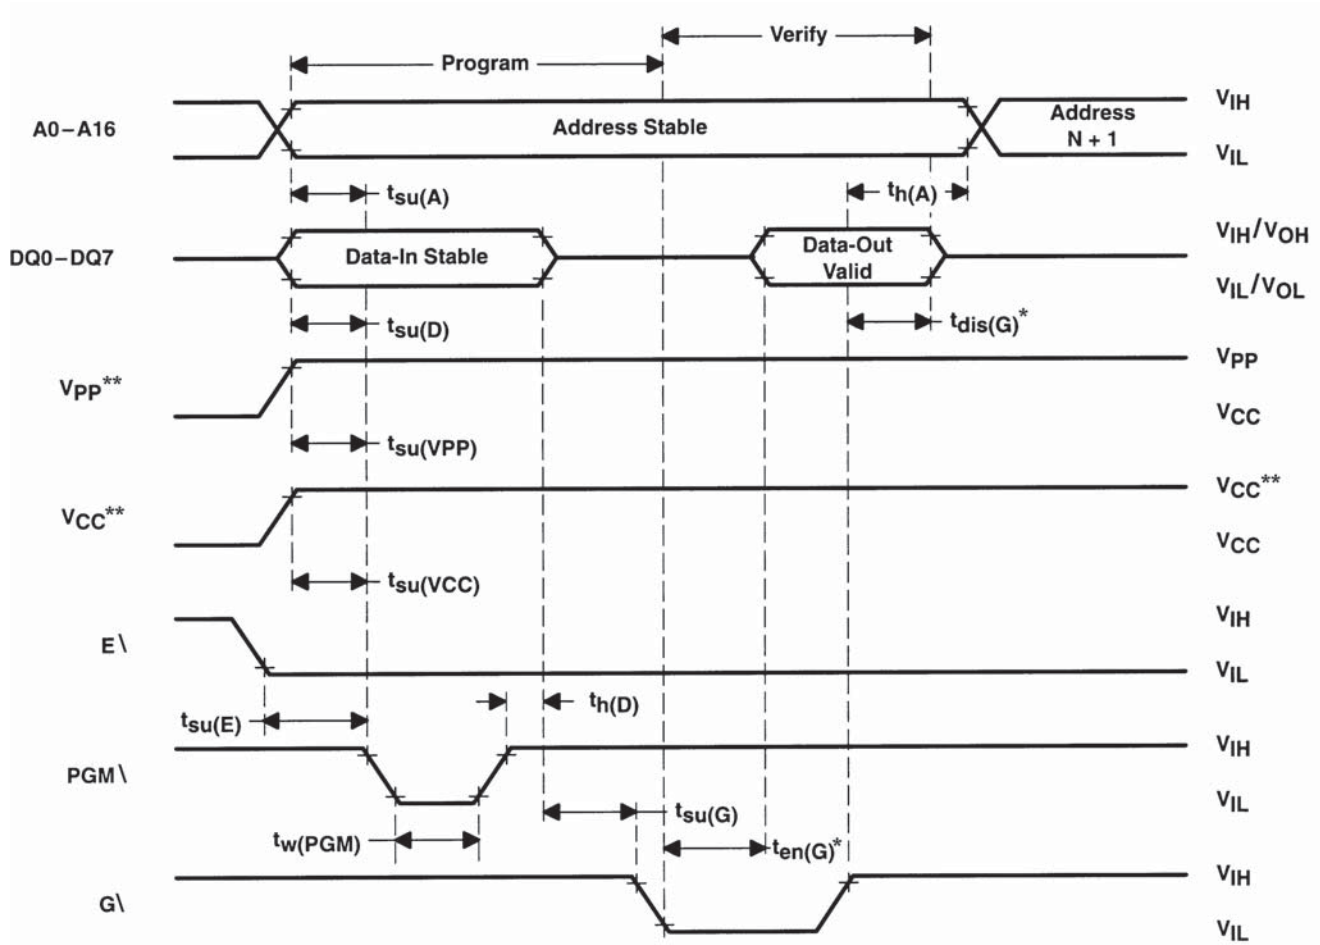 Verify
Program
A0–A16
Address Stable
Address
N + 1
VIH
VIL
tsu(A)
th(A)
DQ0–DQ7
Data-In Stable
Data-Out
Valid
VIH/VOH
VIL/VOL
tsu(D)
tdis(G)*
VPP**
VPP
VCC
tsu(VPP)
VCC**
VCC**
VCC
tsu(VCC)
E\
VIH
VIL
tsu(E)
th(D)
PGM\
VIH
VIL
tsu(G)
tw(PGM)
ten(G)*
G\
VIH
VIL